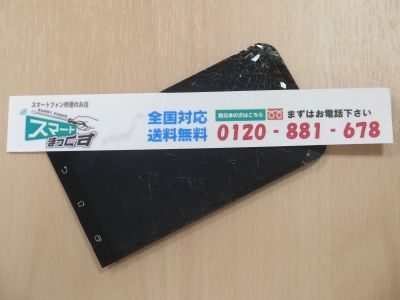 スマートフォン修理のお店
スマート
まっくす
全国対応
送料無料
西日本の方はこちら
まずはお電話下さい
0120-881-678